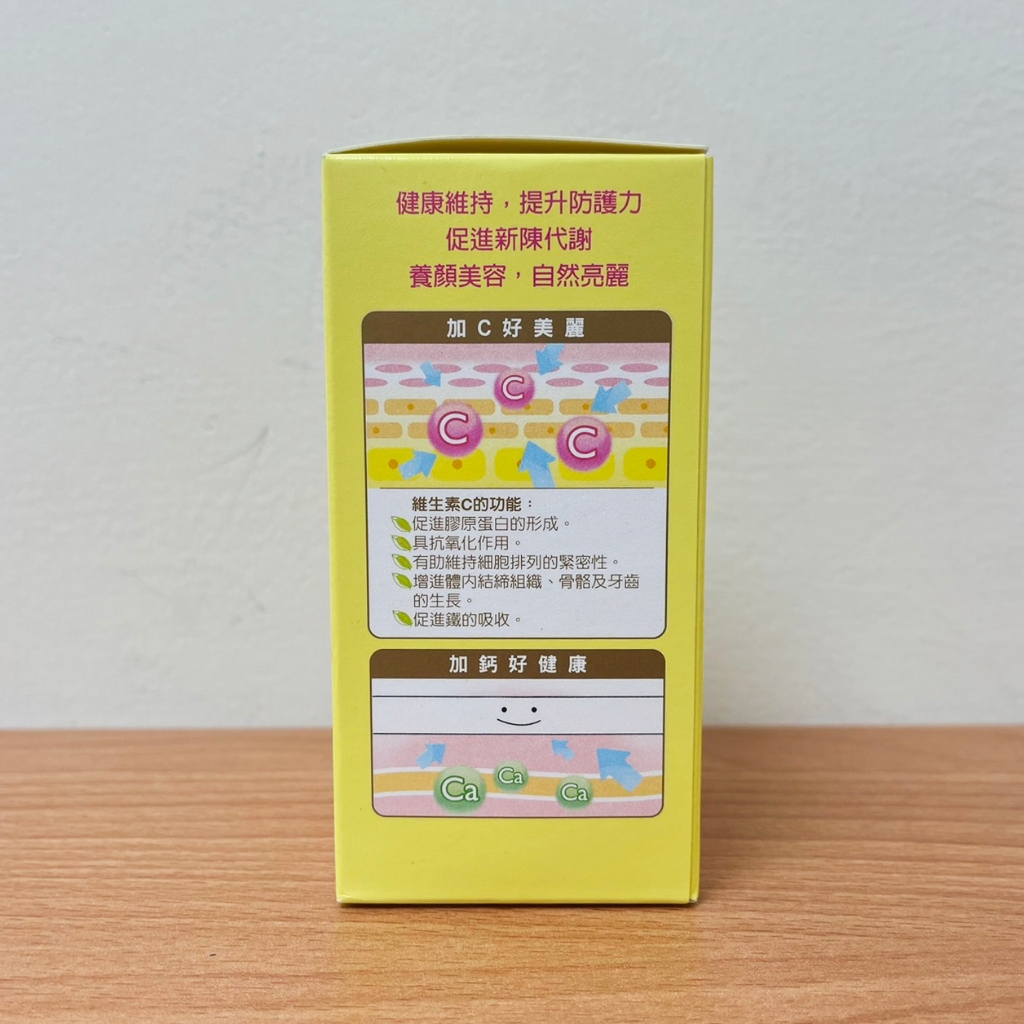 健康維持，提升防護力
促進新陳代謝
養顏美容，自然亮麗
加C好美麗
C
C
C
維生素C的功能：
促進膠原蛋白的形成。
具抗氧化作用。
有助維持細胞排列的緊密性。
增進體內結締組織、骨骼及牙齒
的生長。
促進鐵的吸收。
加鈣好健康
Ca
Ca
Ca